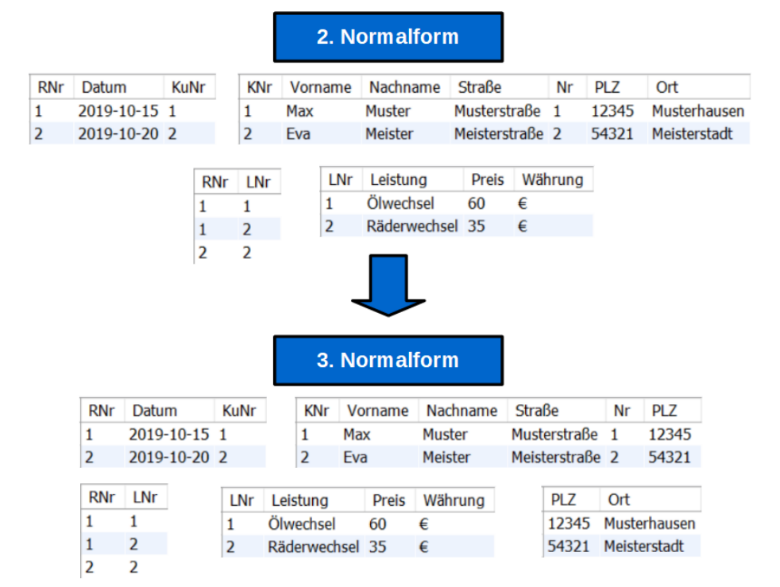 2. Normalform
RNr Datum KuNr
1 2019-10-15 1
2 2019-10-20 2
KNr Vorname Nachname Straße Nr PLZ Ort
1 Max Muster Musterstraße 1 12345 Musterhausen
2 Eva Meister Meisterstraße 2 54321 Meisterstadt
RNr LNr
1 1
1 2
2 2
LNr Leistung Preis Währung
1 Ölwechsel 60 €
2 Räderwechsel 35 €
3. Normalform
RNr Datum KuNr
1 2019-10-15 1
2 2019-10-20 2
KNr Vorname Nachname Straße Nr PLZ
1 Max Muster Musterstraße 1 12345
2 Eva Meister Meisterstraße 2 54321
RNr LNr
1 1
1 2
2 2
LNr Leistung Preis Währung
1 Ölwechsel 60 €
2 Räderwechsel 35 €
PLZ Ort
12345 Musterhausen
54321 Meisterstadt